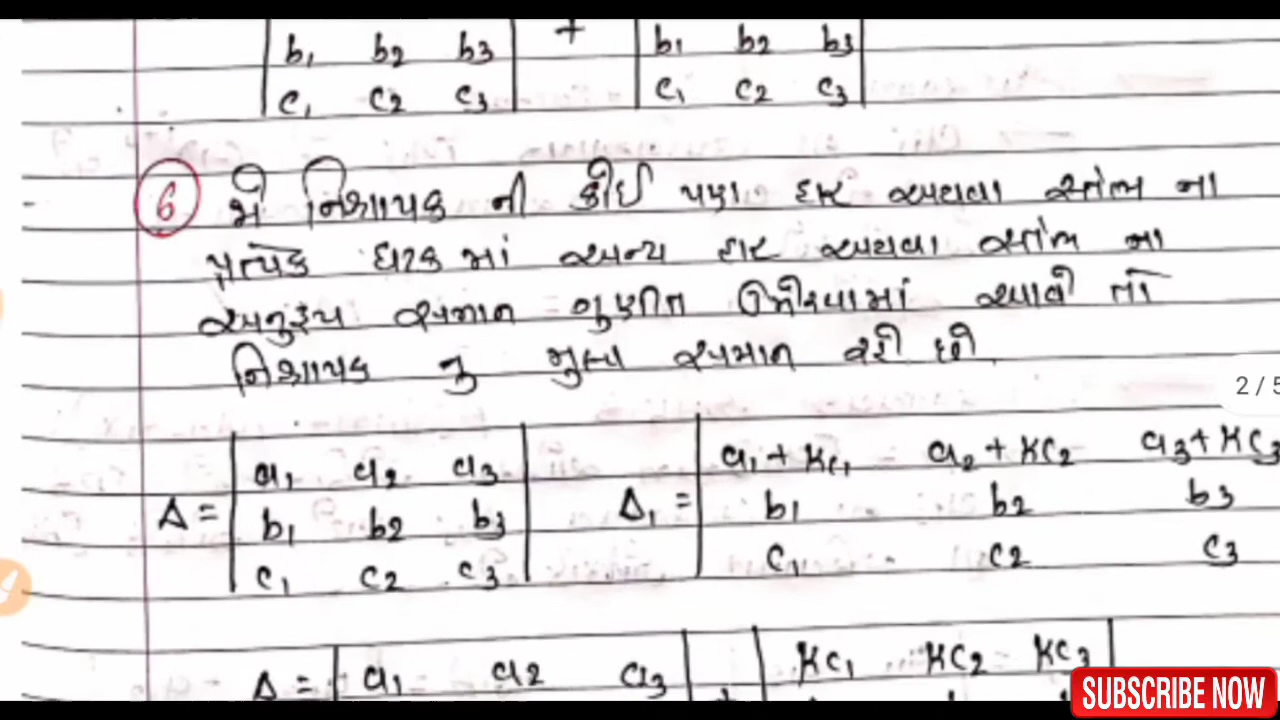 b1 b2 b3 + b1 b2 b3
c1 c2 c3 c1 c2 c3
6 જો નિશ્ચાયક ની કોઈ પણ હાર અથવા સ્તંભ ના
પ્રત્યેક ઘટક માં અન્ય હાર અથવા સ્તંભ ના
અનુરૂપ સમાન ગુણીત ઉમેરવામાં આવે તો
નિશ્ચાયક નુ મુલ્ય સમાન રહે છે
2/5
a1 a2 a3 a1+KC1 a2+KC2 a3+KC3
Δ= b1 b2 b3 Δ1 = b1 b2 b3
c1 c2 c3 c1 c2 c3
Δ= a1 a2 a3 KC1 KC2 KC3
SUBSCRIBE NOW